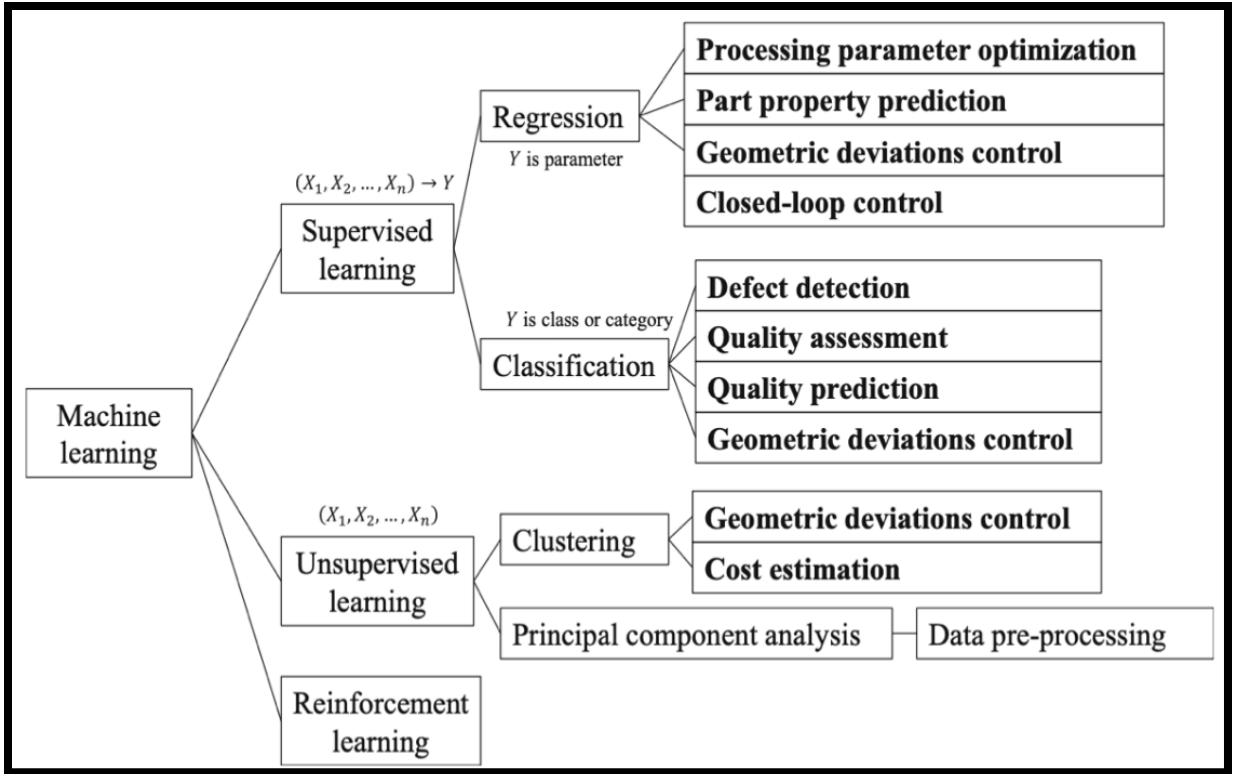 Machine
learning
(X₁, X₂, ..., Xₙ) → Y
Supervised
learning
Regression
Y is parameter
Processing parameter optimization
Part property prediction
Geometric deviations control
Closed-loop control
Y is class or category
Classification
Defect detection
Quality assessment
Quality prediction
Geometric deviations control
(X₁, X₂, ..., Xₙ)
Unsupervised
learning
Clustering
Geometric deviations control
Cost estimation
Principal component analysis
Data pre-processing
Reinforcement
learning